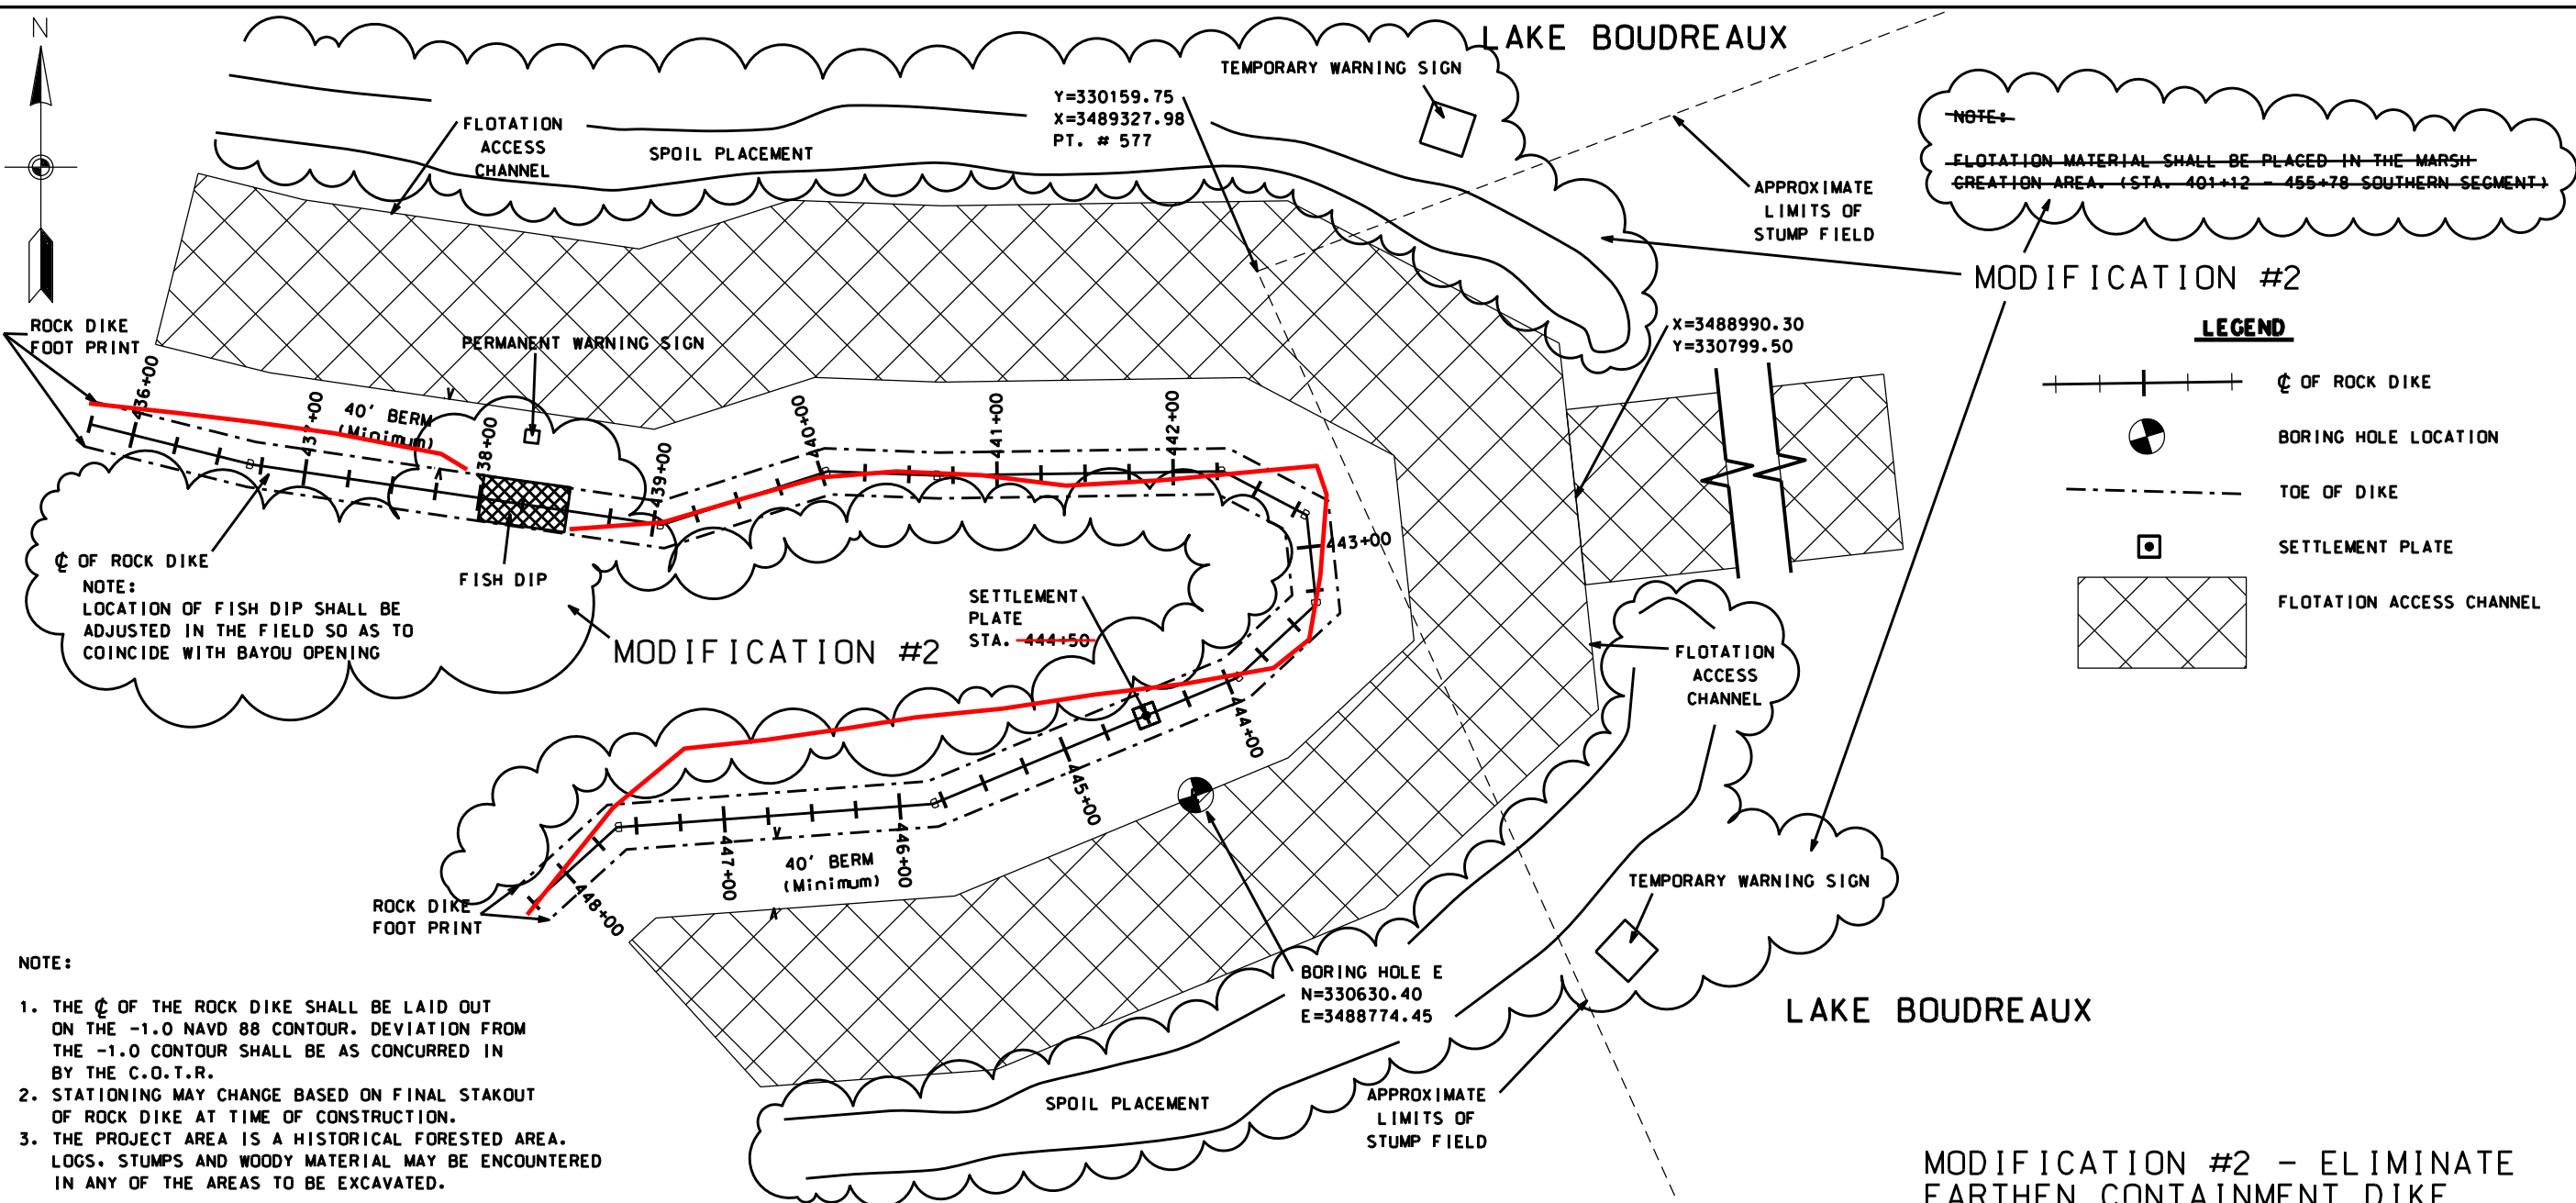 N
LAKE BOUDREAUX
TEMPORARY WARNING SIGN
Y=330159.75
X=3489327.98
PT. # 577
FLOTATION
ACCESS
CHANNEL
SPOIL PLACEMENT
NOTE:
FLOTATION MATERIAL SHALL BE PLACED IN THE MARSH
CREATION AREA. (STA. 401+12 - 455+78 SOUTHERN SEGMENT)
APPROXIMATE
LIMITS OF
STUMP FIELD
MODIFICATION #2
ROCK DIKE
FOOT PRINT
PERMANENT WARNING SIGN
X=3488990.30
Y=330799.50
LEGEND
℄ OF ROCK DIKE
BORING HOLE LOCATION
TOE OF DIKE
SETTLEMENT PLATE
FLOTATION ACCESS CHANNEL
436+00
437+00
40' BERM
(Minimum)
438+00
439+00
440+00
441+00
442+00
443+00
℄ OF ROCK DIKE
NOTE:
LOCATION OF FISH DIP SHALL BE
ADJUSTED IN THE FIELD SO AS TO
COINCIDE WITH BAYOU OPENING
FISH DIP
MODIFICATION #2
SETTLEMENT
PLATE
STA. 444+50
FLOTATION
ACCESS
CHANNEL
444+00
445+00
446+00
447+00
448+00
40' BERM
(Minimum)
ROCK DIKE
FOOT PRINT
TEMPORARY WARNING SIGN
BORING HOLE E
N=330630.40
E=3488774.45
LAKE BOUDREAUX
NOTE:
1. THE ℄ OF THE ROCK DIKE SHALL BE LAID OUT
ON THE -1.0 NAVD 88 CONTOUR. DEVIATION FROM
THE -1.0 CONTOUR SHALL BE AS CONCURRED IN
BY THE C.O.T.R.
2. STATIONING MAY CHANGE BASED ON FINAL STAKOUT
OF ROCK DIKE AT TIME OF CONSTRUCTION.
3. THE PROJECT AREA IS A HISTORICAL FORESTED AREA.
LOGS. STUMPS AND WOODY MATERIAL MAY BE ENCOUNTERED
IN ANY OF THE AREAS TO BE EXCAVATED.
SPOIL PLACEMENT
APPROXIMATE
LIMITS OF
STUMP FIELD
MODIFICATION #2 - ELIMINATE
EARTHEN CONTAINMENT DIKE